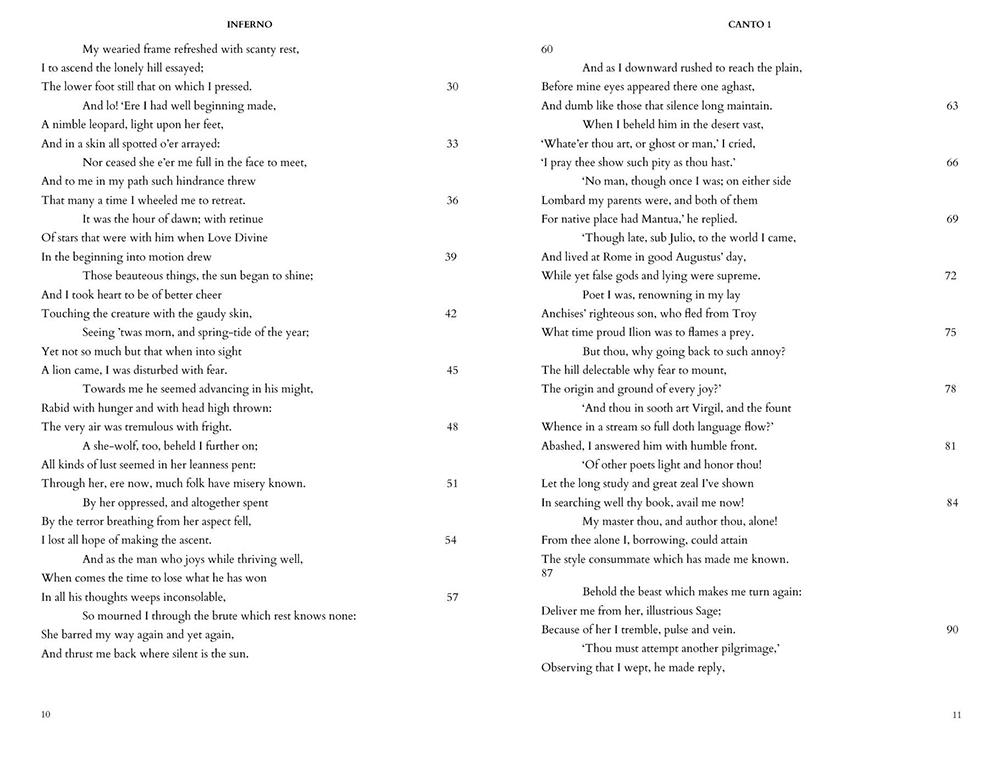 INFERNO
My wearied frame refreshed with scanty rest,
I to ascend the lonely hill essayed;
The lower foot still that on which I pressed. 30
And lo! ‘Ere I had well beginning made,
A nimble leopard, light upon her feet,
And in a skin all spotted o’er arrayed: 33
Nor ceased she e’er me full in the face to meet,
And to me in my path such hindrance threw
That many a time I wheeled me to retreat. 36
It was the hour of dawn; with retinue
Of stars that were with him when Love Divine
In the beginning into motion drew 39
Those beauteous things, the sun began to shine;
And I took heart to be of better cheer
Touching the creature with the gaudy skin, 42
Seeing ’twas morn, and spring-tide of the year;
Yet not so much but that when into sight
A lion came, I was disturbed with fear. 45
Towards me he seemed advancing in his might,
Rabid with hunger and with head high thrown:
The very air was tremulous with fright. 48
A she-wolf, too, beheld I further on;
All kinds of lust seemed in her leanness pent:
Through her, ere now, much folk have misery known. 51
By her oppressed, and altogether spent
By the terror breathing from her aspect fell,
I lost all hope of making the ascent. 54
And as the man who joys while thriving well,
When comes the time to lose what he has won
In all his thoughts weeps inconsolable, 57
So mourned I through the brute which rest knows none:
She barred my way again and yet again,
And thrust me back where silent is the sun.
10
CANTO 1
60
And as I downward rushed to reach the plain,
Before mine eyes appeared there one aghast,
And dumb like those that silence long maintain. 63
When I beheld him in the desert vast,
‘Whate’er thou art, or ghost or man,’ I cried,
‘I pray thee show such pity as thou hast.’ 66
‘No man, though once I was; on either side
Lombard my parents were, and both of them
For native place had Mantua,’ he replied. 69
‘Though late, sub Julio, to the world I came,
And lived at Rome in good Augustus’ day,
While yet false gods and lying were supreme. 72
Poet I was, renowning in my lay
Anchises’ righteous son, who fled from Troy
What time proud Ilion was to flames a prey. 75
But thou, why going back to such annoy?
The hill delectable why fear to mount,
The origin and ground of every joy?’ 78
‘And thou in sooth art Virgil, and the fount
Whence in a stream so full doth language flow?’
Abashed, I answered him with humble front. 81
‘Of other poets light and honor thou!
Let the long study and great zeal I’ve shown
In searching well thy book, avail me now! 84
My master thou, and author thou, alone!
From thee alone I, borrowing, could attain
The style consummate which has made me known.
87
Behold the beast which makes me turn again:
Deliver me from her, illustrious Sage;
Because of her I tremble, pulse and vein. 90
‘Thou must attempt another pilgrimage,’
Observing that I wept, he made reply,
11